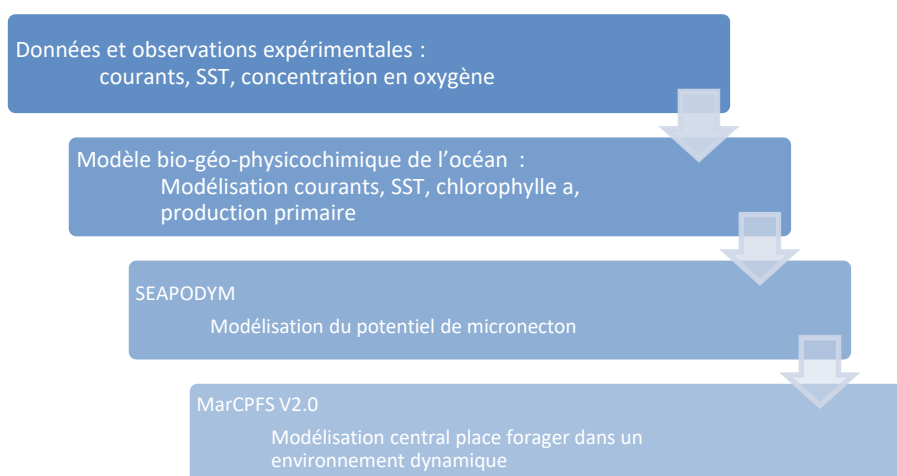 Données et observations expérimentales :
courants, SST, concentration en oxygène
Modèle bio-géo-physicochimique de l'océan :
Modélisation courants, SST, chlorophylle a,
production primaire
SEAPODYM
Modélisation du potentiel de micronecton
MarCPFS V2.0
Modélisation central place forager dans un
environnement dynamique